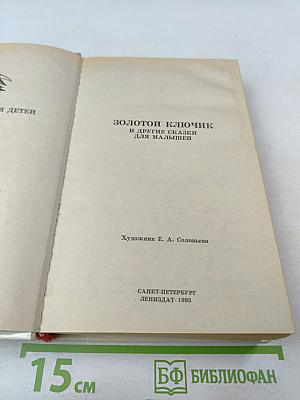 Я ДЕТЕЙ
ЗОЛОТОЙ КЛЮЧИК
И ДРУГИЕ СКАЗКИ
ДЛЯ МАЛЫШЕЙ
Художник Е. А. Соловьева
САНКТ-ПЕТЕРБУРГ
ЛЕНИЗДАТ · 1993
15 см
БФ БИБЛИОФАН